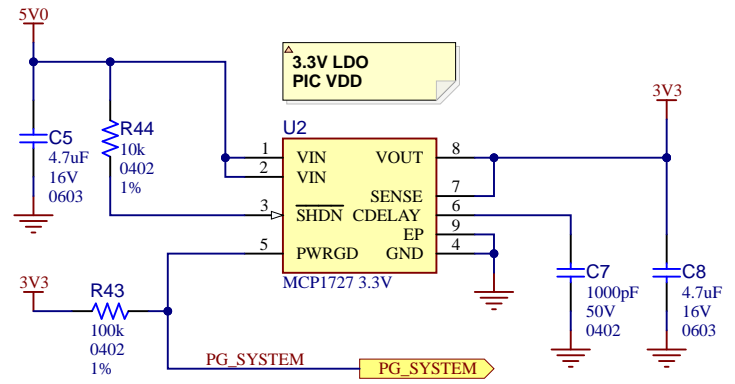 5V0
3.3V LDO
PIC VDD
3V3
C5
4.7uF
16V
0603
R44
10k
0402
1%
U2
1 VIN VOUT 8
2 VIN
SENSE 7
3 SHDN CDELAY 6
EP 9
5 PWRGD GND 4
MCP1727 3.3V
C7
1000pF
50V
0402
C8
4.7uF
16V
0603
3V3
R43
100k
0402
1%
PG_SYSTEM
PG_SYSTEM